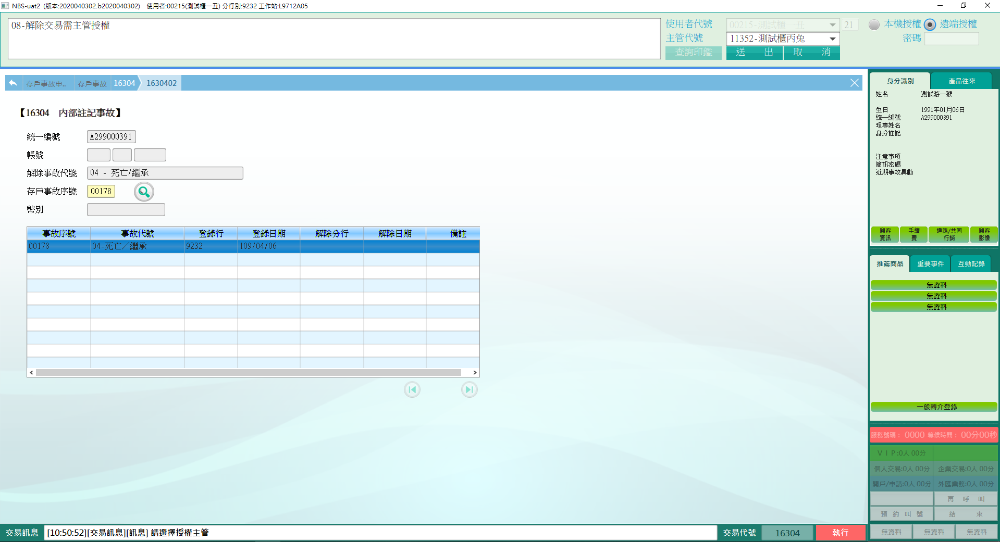 NBS-uat2 (版本:2020040302.b2020040302) 使用者:00215(測試櫃一丑) 分行別:9232 工作站:L9712A05
08-解除交易需主管授權
使用者代號 00215-測試櫃一丑 21 本機授權 遠端授權
主管代號 11352-測試櫃丙兔 密碼
查詢印鑑 送 出 取 消
存戶事故申.. 存戶事故 16304 1630402
【16304 內部註記事故】
統一編號 A299000391
帳號
解除事故代號 04 - 死亡/繼承
存戶事故序號 00178
幣別
事故序號 事故代號 登錄行 登錄日期 解除分行 解除日期 備註
00178 04-死亡／繼承 9232 109/04/06
身分識別 產品往來
姓名 測試游一猴
生日 1991年01月06日
統一編號 A299000391
理專姓名
身分註記
注意事項
簡訊密碼
近期事故異動
顧客資訊 手續費 通路/共同行銷 顧客影像
推薦商品 重要事件 互動記錄
無資料
無資料
無資料
一般轉介登錄
服務號碼： 0000 等候時間： 00分00秒
ＶＩＰ:0人 00分
個人交易:0人 00分 企業交易:0人 00分
開戶/申請:0人 00分 外匯業務:0人 00分
再 呼 叫
預 約 叫 號 結 束
無資料 無資料 無資料
交易訊息 [10:50:52][交易訊息][訊息] 請選擇授權主管 交易代號 16304 執行